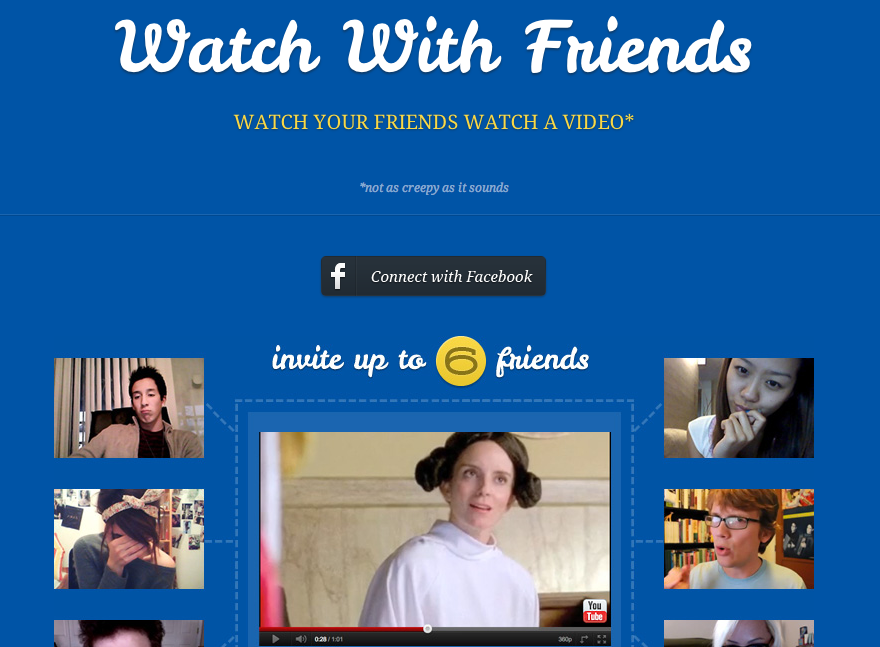 Watch With Friends
WATCH YOUR FRIENDS WATCH A VIDEO*
*not as creepy as it sounds
f Connect with Facebook
invite up to 6 friends
You
Tube
0:28 / 1:01
360p